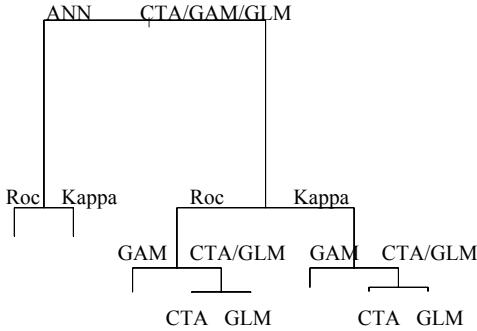 ANN CTA/GAM/GLM
Roc Kappa Roc Kappa
GAM CTA/GLM GAM CTA/GLM
CTA GLM CTA GLM